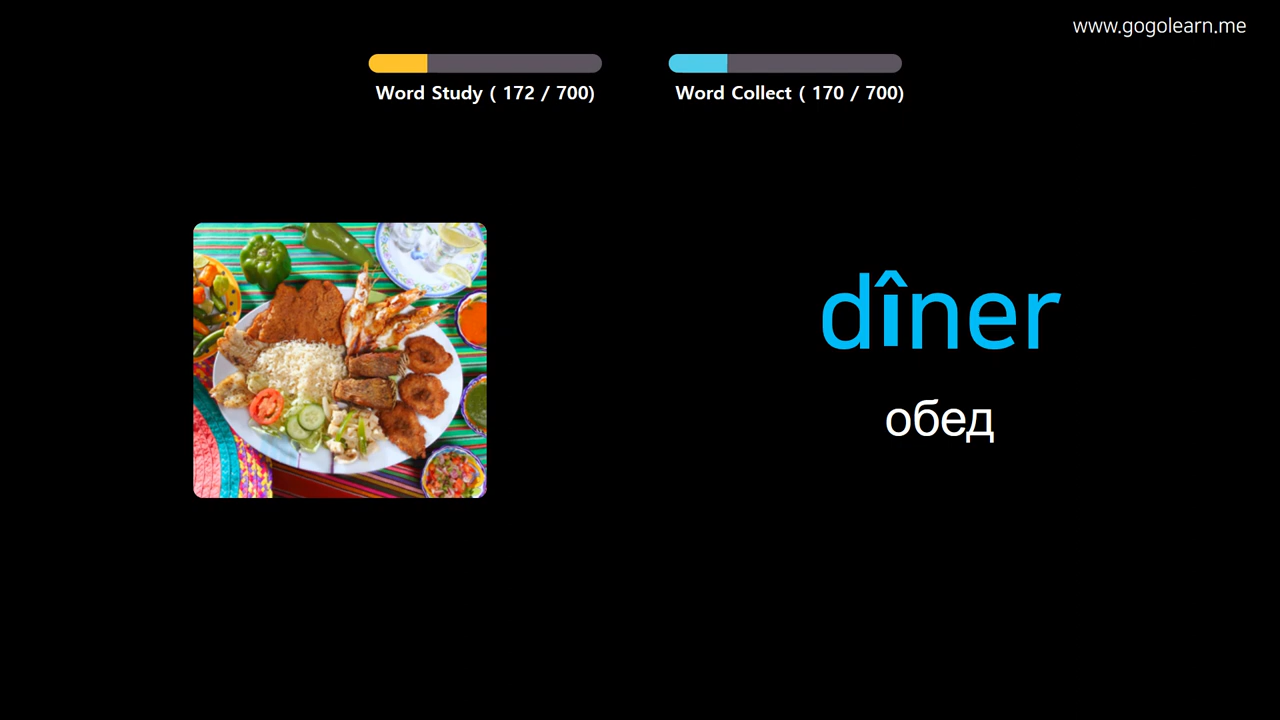 www.gogolearn.me
Word Study ( 172 / 700)
Word Collect ( 170 / 700)
dîner
обед